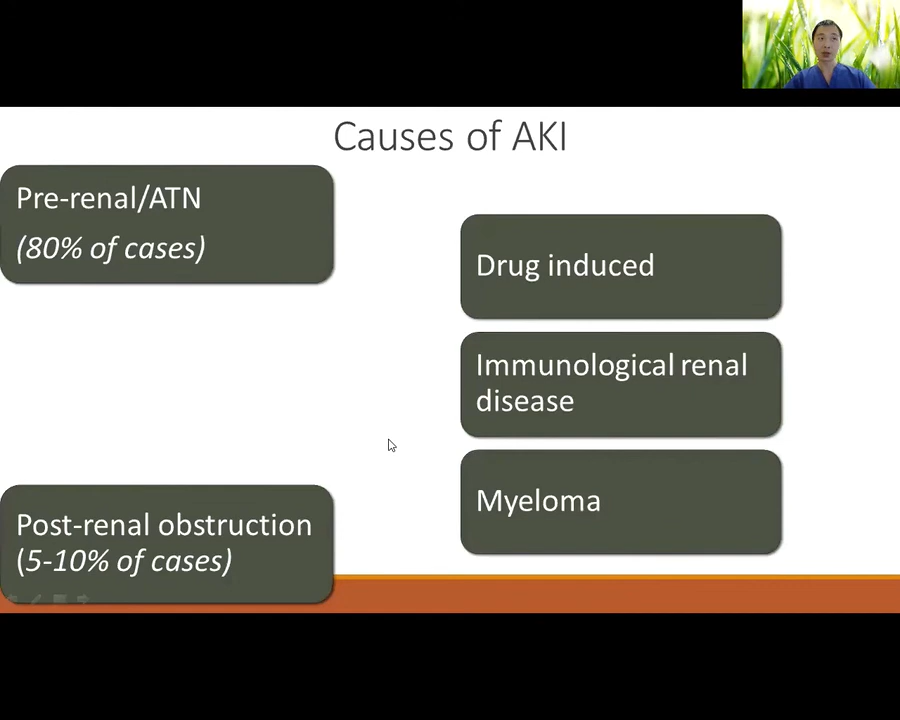 Causes of AKI
Pre-renal/ATN
(80% of cases)
Drug induced
Immunological renal
disease
Myeloma
Post-renal obstruction
(5-10% of cases)